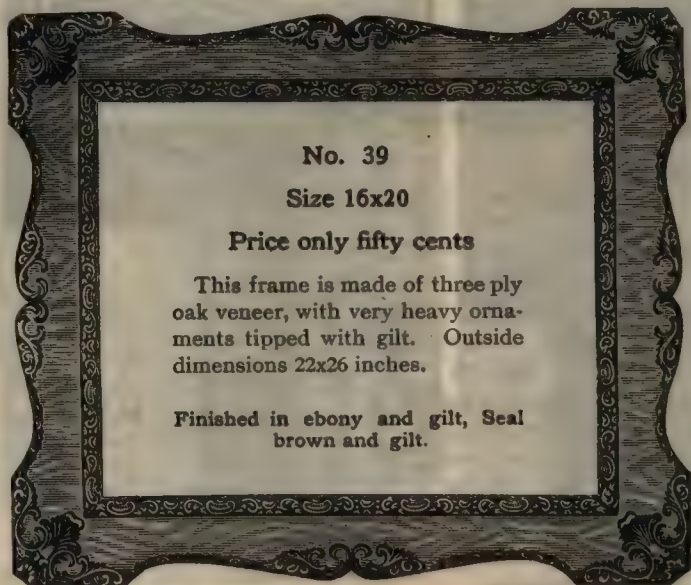 No. 39
Size 16x20
Price only fifty cents
This frame is made of three ply
oak veneer, with very heavy orna-
ments tipped with gilt. Outside
dimensions 22x26 inches.
Finished in ebony and gilt, Seal
brown and gilt.